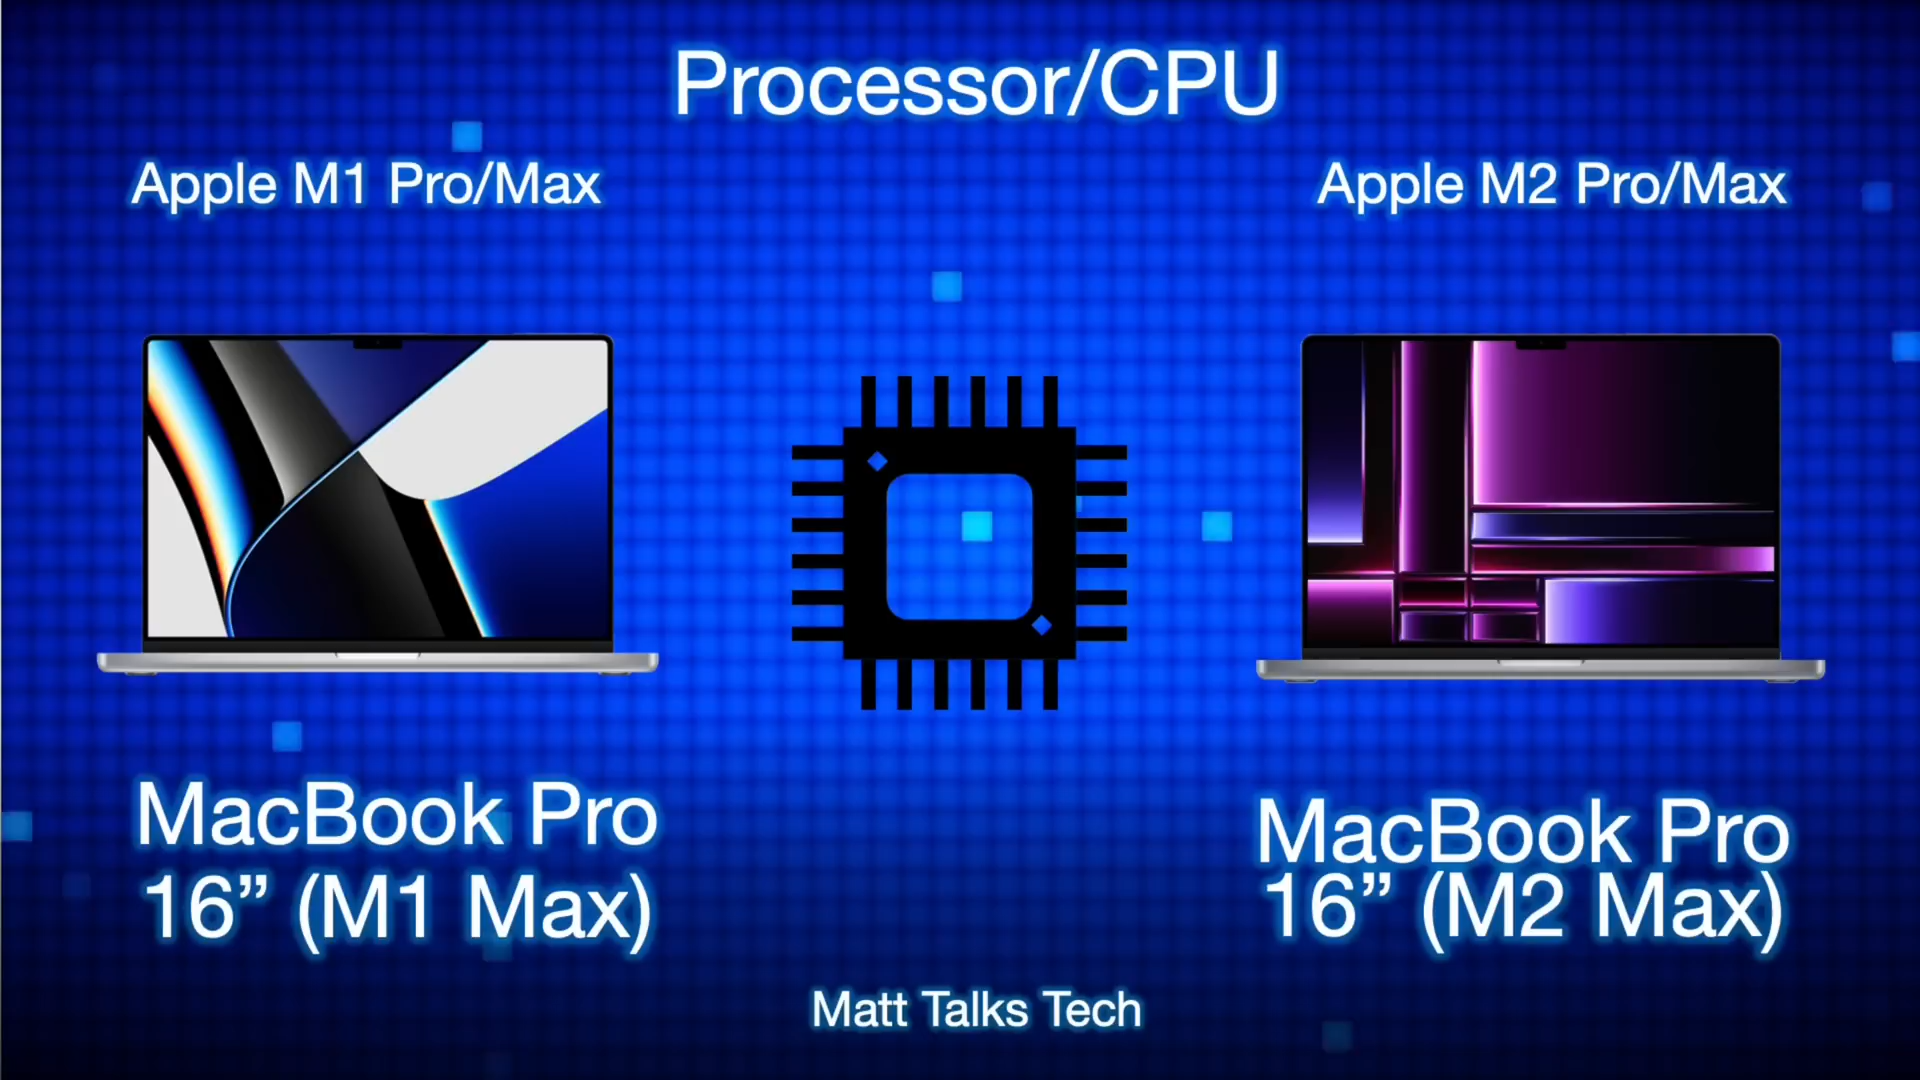 Processor/CPU
Apple M1 Pro/Max
Apple M2 Pro/Max
MacBook Pro
16” (M1 Max)
MacBook Pro
16” (M2 Max)
Matt Talks Tech